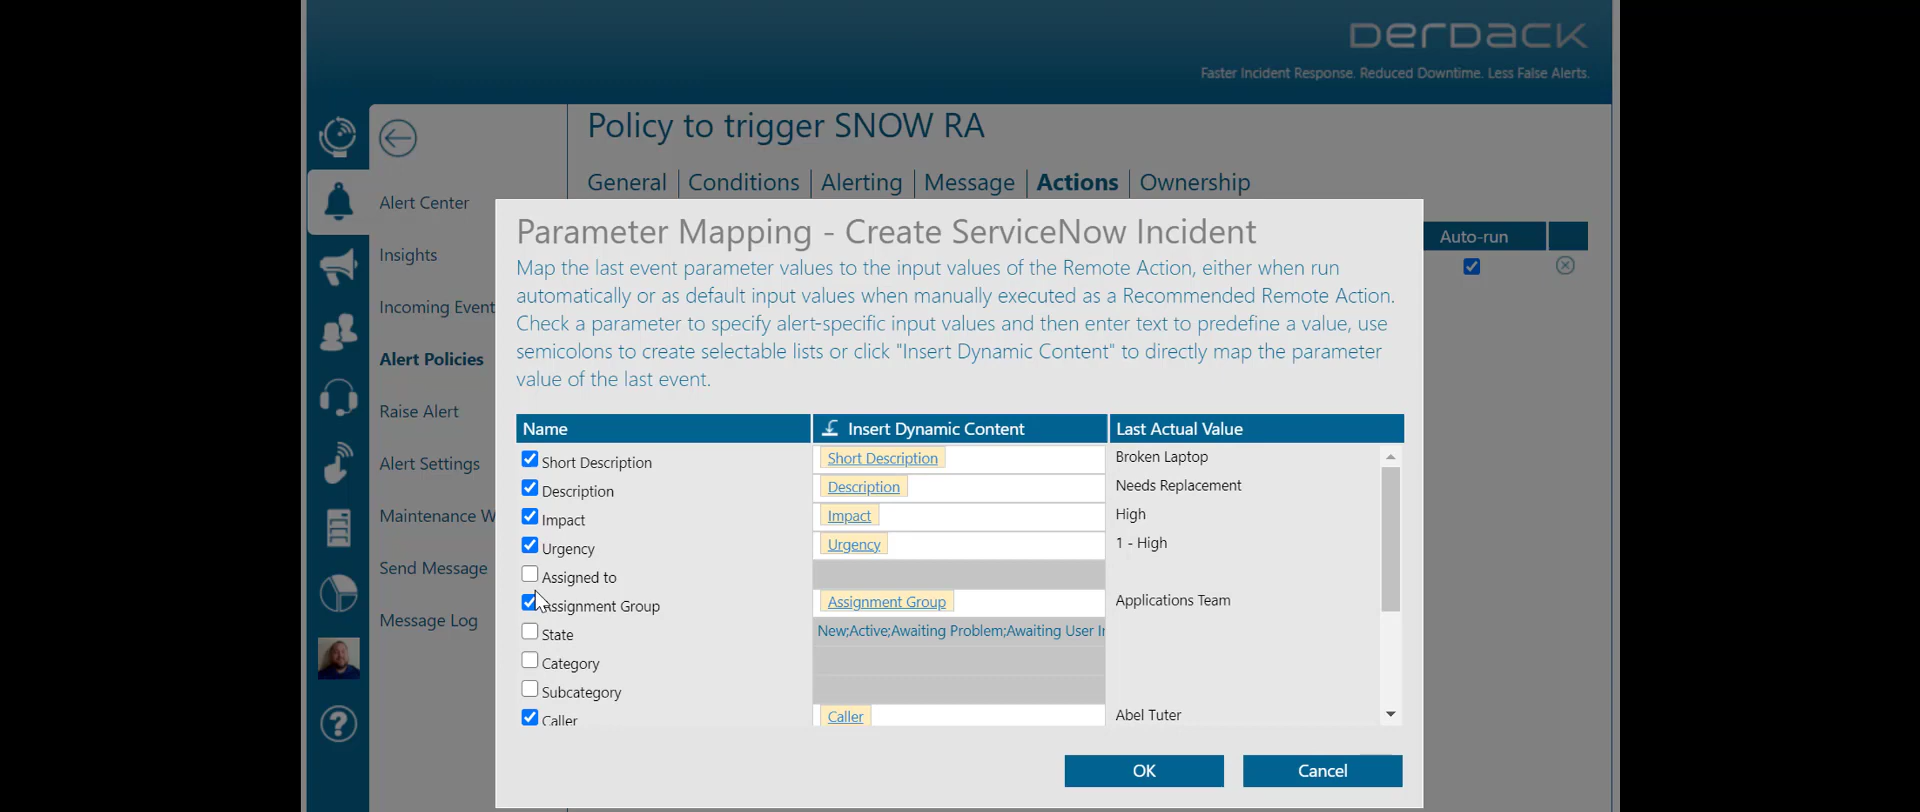 DERDACK
Faster Incident Response. Reduced Downtime. Less False Alerts.
Policy to trigger SNOW RA
General | Conditions | Alerting | Message | Actions | Ownership
Alert Center
Insights
Incoming Event
Alert Policies
Raise Alert
Alert Settings
Maintenance W
Send Message
Message Log
Auto-run
Parameter Mapping - Create ServiceNow Incident
Map the last event parameter values to the input values of the Remote Action, either when run
automatically or as default input values when manually executed as a Recommended Remote Action.
Check a parameter to specify alert-specific input values and then enter text to predefine a value, use
semicolons to create selectable lists or click "Insert Dynamic Content" to directly map the parameter
value of the last event.
Name Insert Dynamic Content Last Actual Value
Short Description Short Description Broken Laptop
Description Description Needs Replacement
Impact Impact High
Urgency Urgency 1 - High
Assigned to
Assignment Group Assignment Group Applications Team
State New;Active;Awaiting Problem;Awaiting User In
Category
Subcategory
Caller Caller Abel Tuter
OK Cancel